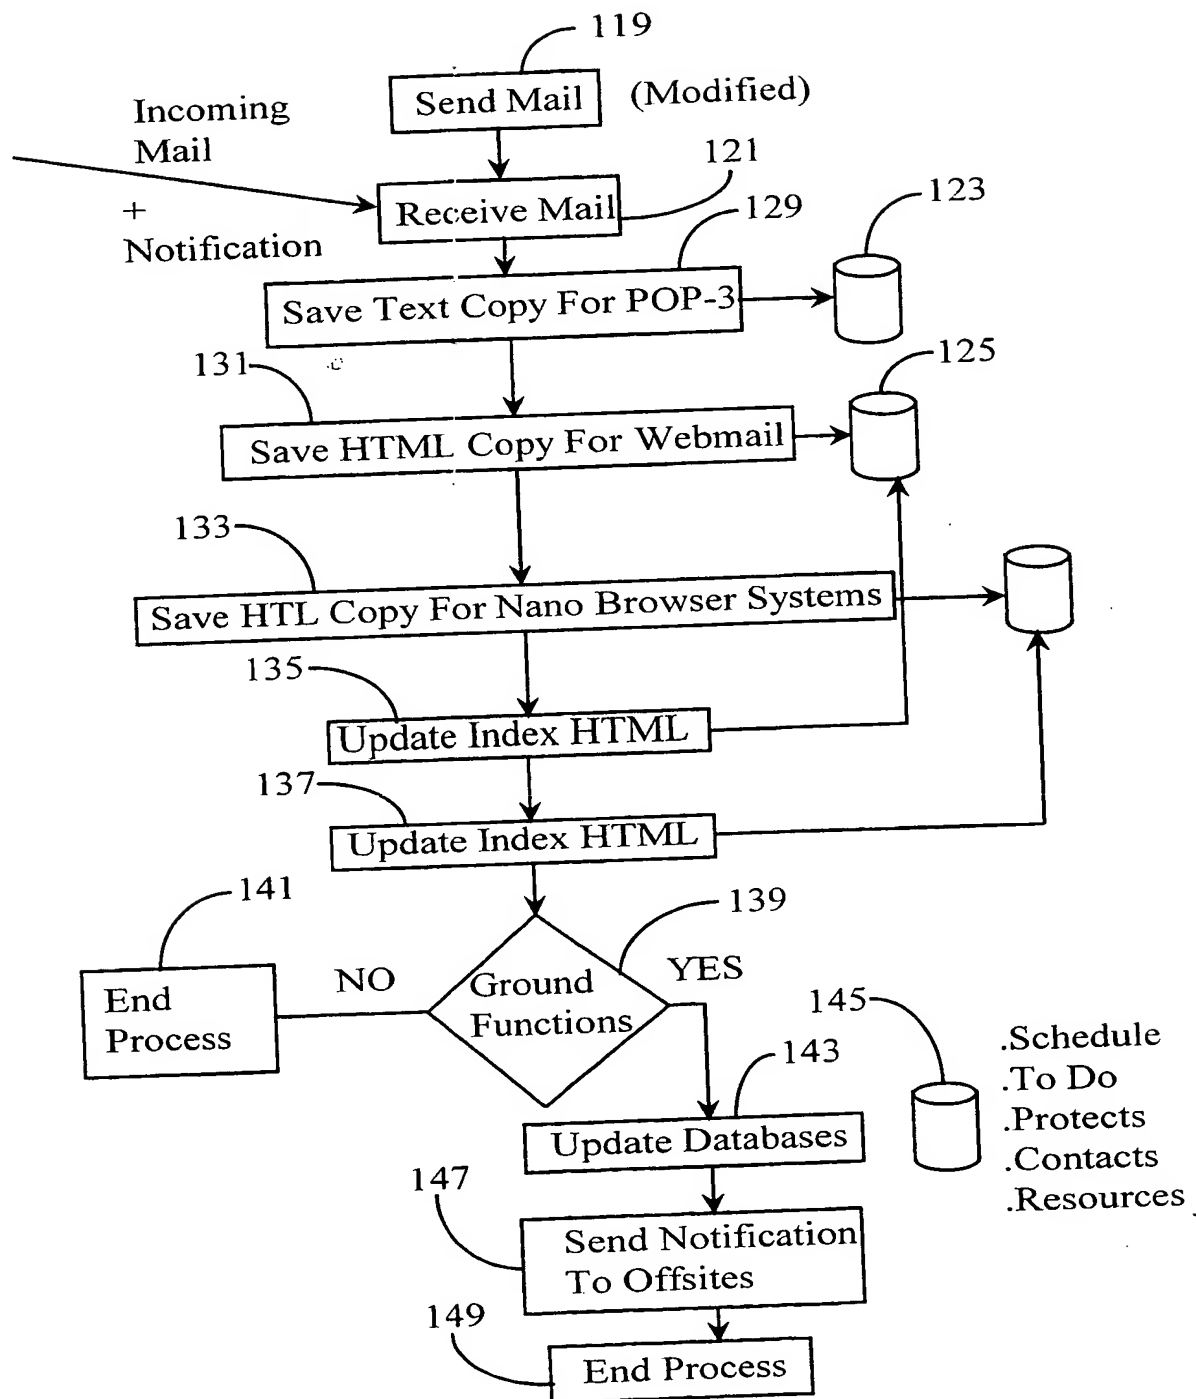 119
Send Mail
(Modified)
Incoming
Mail
+
Notification
121
Receive Mail
129
123
Save Text Copy For POP-3
131
125
Save HTML Copy For Webmail
133
Save HTL Copy For Nano Browser Systems
135
Update Index HTML
137
Update Index HTML
141
139
End
Process
NO
Ground
Functions
YES
145
.Schedule
.To Do
.Protects
.Contacts
.Resources
143
Update Databases
147
Send Notification
To Offsites
149
End Process